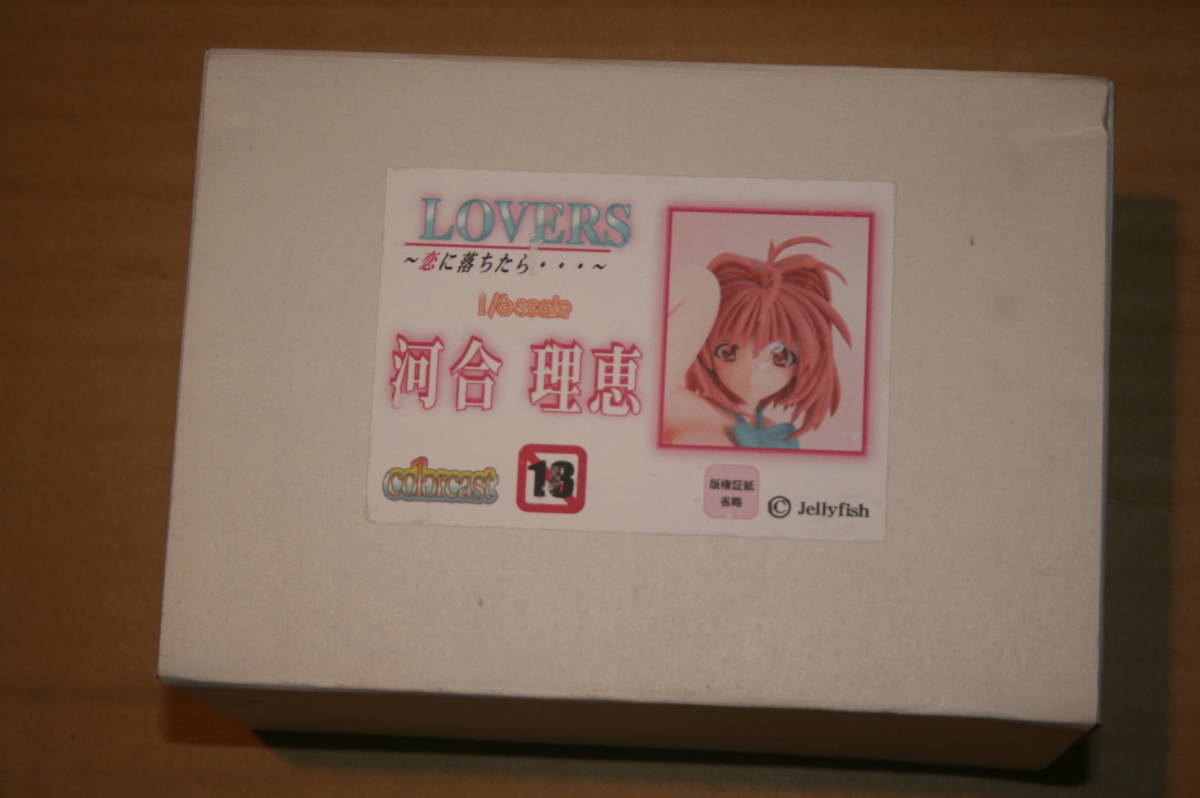 LOVERS
～恋に落ちたら・・・～
1/6 scale
河合 理恵
colorcast
18
版権証紙
省略
© Jellyfish